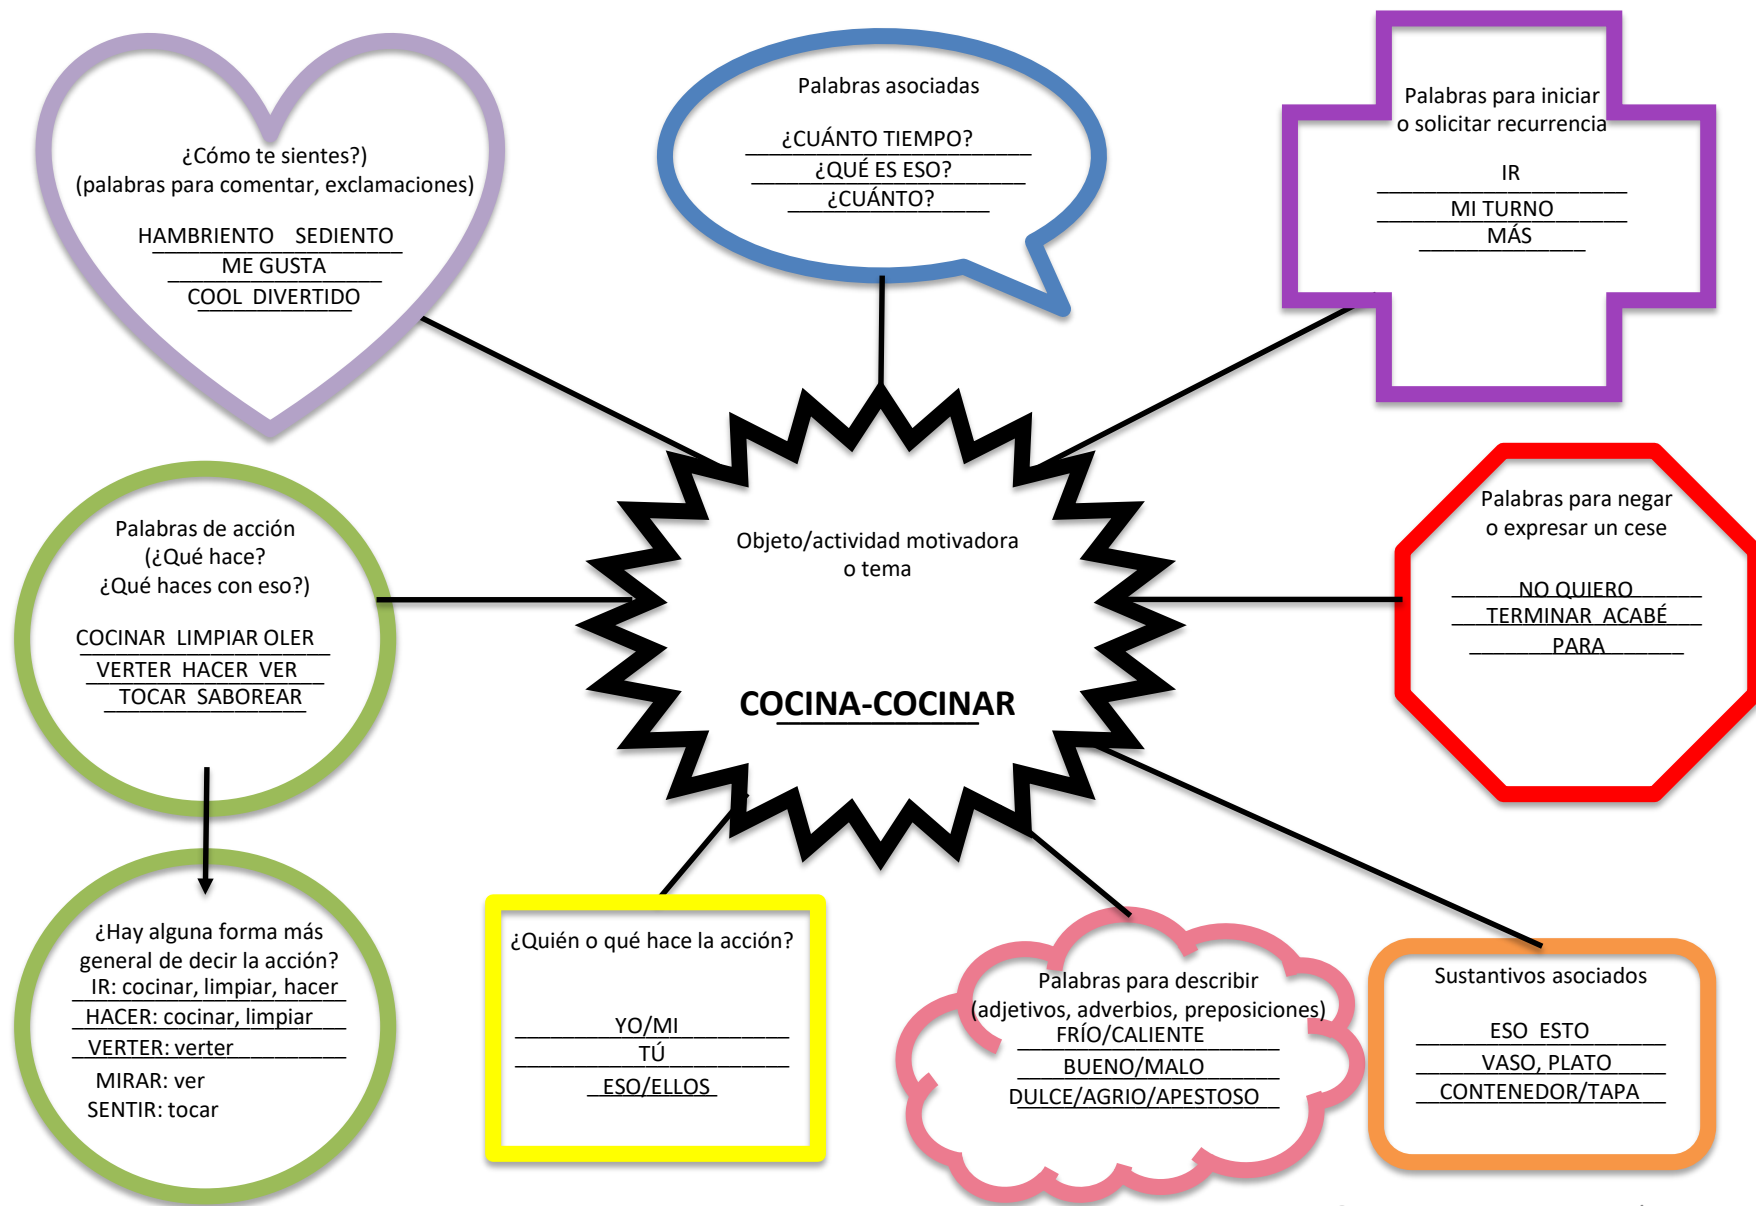 ¿Cómo te sientes?)
(palabras para comentar, exclamaciones)
HAMBRIENTO SEDIENTO
ME GUSTA
COOL DIVERTIDO
Palabras asociadas
¿CUÁNTO TIEMPO?
¿QUÉ ES ESO?
¿CUÁNTO?
Palabras para iniciar
o solicitar recurrencia
IR
MI TURNO
MÁS
Palabras de acción
(¿Qué hace?
¿Qué haces con eso?)
COCINAR LIMPIAR OLER
VERTER HACER VER
TOCAR SABOREAR
Objeto/actividad motivadora
o tema
COCINA-COCINAR
Palabras para negar
o expresar un cese
NO QUIERO
TERMINAR ACABÉ
PARA
¿Hay alguna forma más
general de decir la acción?
IR: cocinar, limpiar, hacer
HACER: cocinar, limpiar
VERTER: verter
MIRAR: ver
SENTIR: tocar
¿Quién o qué hace la acción?
YO/MI
TÚ
ESO/ELLOS
Palabras para describir
(adjetivos, adverbios, preposiciones)
FRÍO/CALIENTE
BUENO/MALO
DULCE/AGRIO/APESTOSO
Sustantivos asociados
ESO ESTO
VASO, PLATO
CONTENEDOR/TAPA